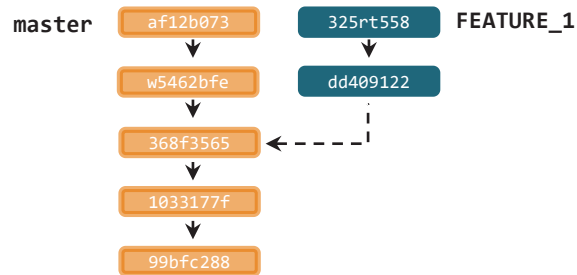 master
af12b073
325rt558
FEATURE_1
w5462bfe
dd409122
368f3565
1033177f
99bfc288